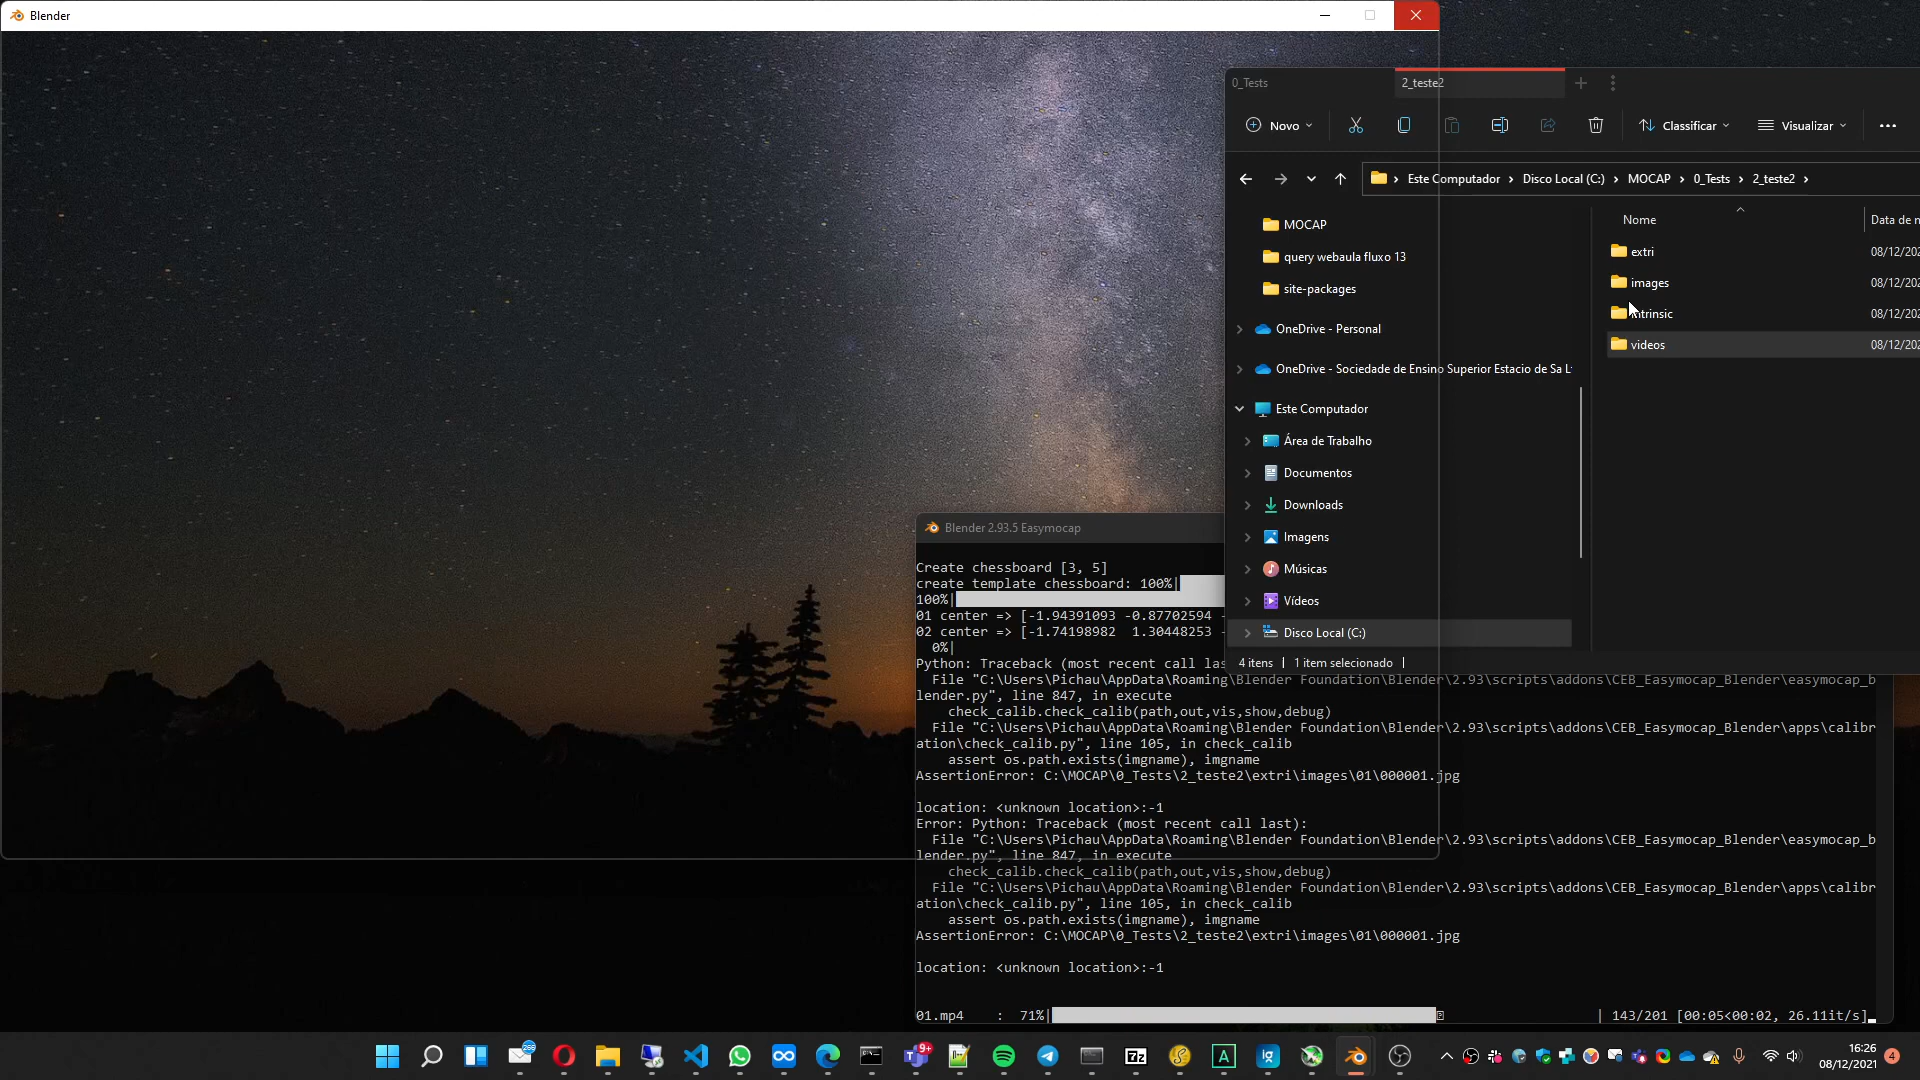 Blender
0_Tests
2_teste2
Novo
Classificar
Visualizar
Este Computador
Disco Local (C:)
MOCAP
0_Tests
2_teste2
Nome
Data de
MOCAP
query webaula fluxo 13
site-packages
OneDrive - Personal
OneDrive - Sociedade de Ensino Superior Estacio de Sa L
Este Computador
Área de Trabalho
Documentos
Downloads
Imagens
Músicas
Vídeos
Disco Local (C:)
extri 08/12/202
images 08/12/202
intrinsic 08/12/202
videos 08/12/202
4 itens | 1 item selecionado |
Blender 2.93.5 Easymocap
Create chessboard [3, 5]
create template chessboard: 100%|
100%|
01 center => [-1.94391093 -0.87702594 -
02 center => [-1.74198982 1.30448253 -
0%|
Python: Traceback (most recent call las
File "C:\Users\Pichau\AppData\Roaming\Blender Foundation\Blender\2.93\scripts\addons\CEB_Easymocap_Blender\easymocap_b
lender.py", line 847, in execute
check_calib.check_calib(path,out,vis,show,debug)
File "C:\Users\Pichau\AppData\Roaming\Blender Foundation\Blender\2.93\scripts\addons\CEB_Easymocap_Blender\apps\calibr
ation\check_calib.py", line 105, in check_calib
assert os.path.exists(imgname), imgname
AssertionError: C:\MOCAP\0_Tests\2_teste2\extri\images\01\000001.jpg
location: <unknown location>:-1
Error: Python: Traceback (most recent call last):
File "C:\Users\Pichau\AppData\Roaming\Blender Foundation\Blender\2.93\scripts\addons\CEB_Easymocap_Blender\easymocap_b
lender.py", line 847, in execute
check_calib.check_calib(path,out,vis,show,debug)
File "C:\Users\Pichau\AppData\Roaming\Blender Foundation\Blender\2.93\scripts\addons\CEB_Easymocap_Blender\apps\calibr
ation\check_calib.py", line 105, in check_calib
assert os.path.exists(imgname), imgname
AssertionError: C:\MOCAP\0_Tests\2_teste2\extri\images\01\000001.jpg
location: <unknown location>:-1
01.mp4 : 71%| | 143/201 [00:05<00:02, 26.11it/s]
266
9+
16:26
08/12/2021
4